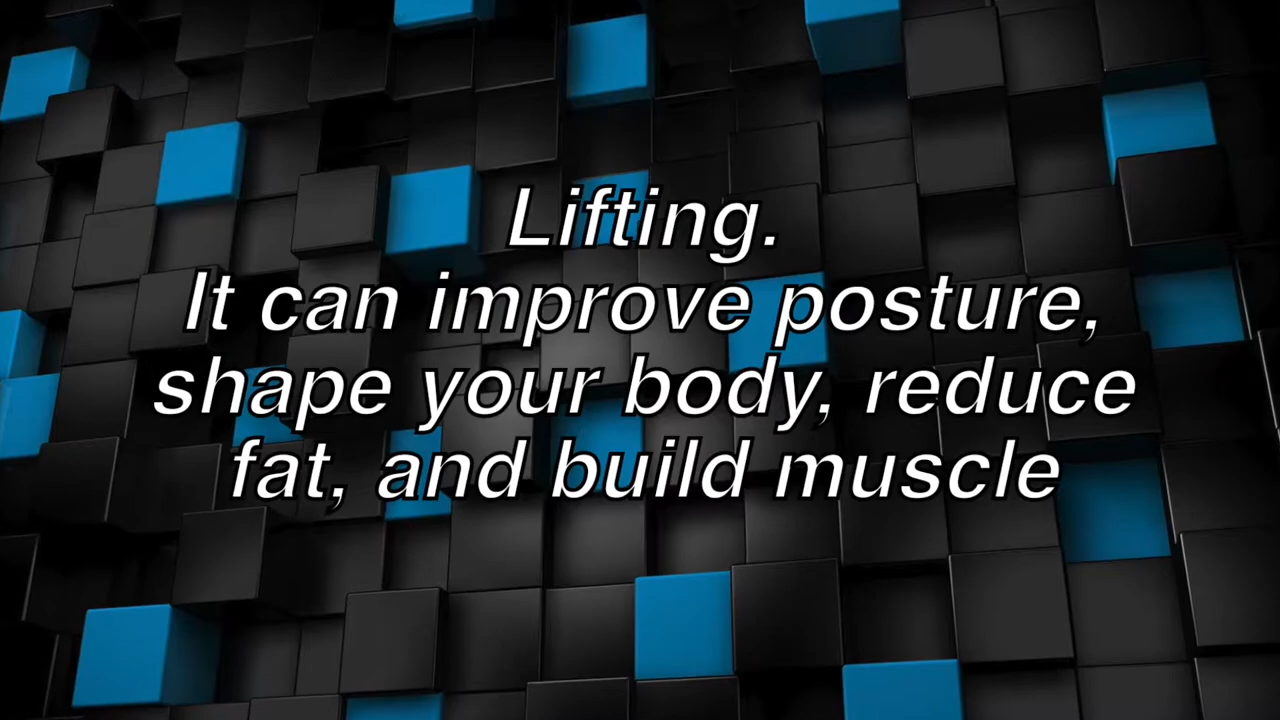 Lifting.
It can improve posture,
shape your body, reduce
fat, and build muscle